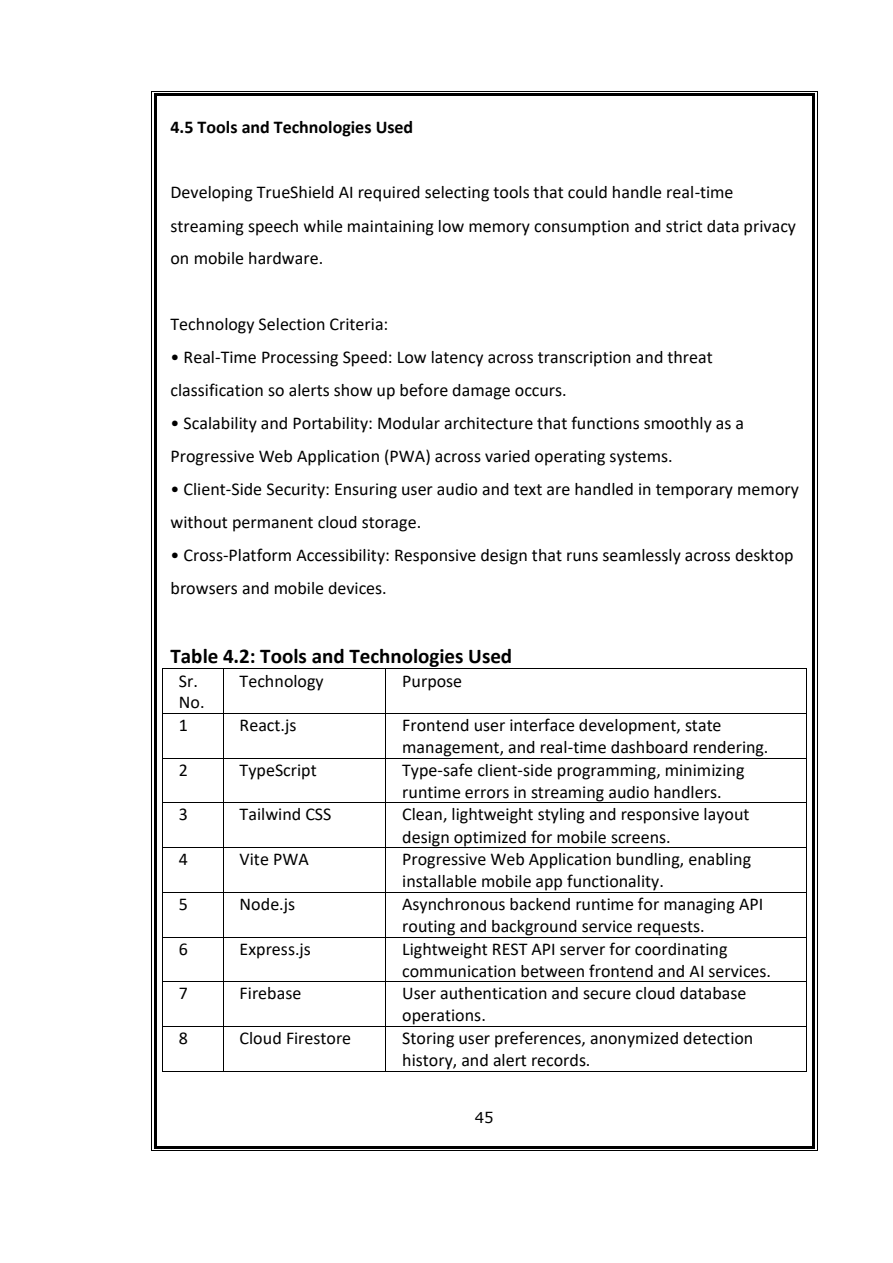 4.5 Tools and Technologies Used
Developing TrueShield AI required selecting tools that could handle real-time
streaming speech while maintaining low memory consumption and strict data privacy
on mobile hardware.
Technology Selection Criteria:
• Real-Time Processing Speed: Low latency across transcription and threat
classification so alerts show up before damage occurs.
• Scalability and Portability: Modular architecture that functions smoothly as a
Progressive Web Application (PWA) across varied operating systems.
• Client-Side Security: Ensuring user audio and text are handled in temporary memory
without permanent cloud storage.
• Cross-Platform Accessibility: Responsive design that runs seamlessly across desktop
browsers and mobile devices.
Table 4.2: Tools and Technologies Used
Sr. No. Technology Purpose
1 React.js Frontend user interface development, state
management, and real-time dashboard rendering.
2 TypeScript Type-safe client-side programming, minimizing
runtime errors in streaming audio handlers.
3 Tailwind CSS Clean, lightweight styling and responsive layout
design optimized for mobile screens.
4 Vite PWA Progressive Web Application bundling, enabling
installable mobile app functionality.
5 Node.js Asynchronous backend runtime for managing API
routing and background service requests.
6 Express.js Lightweight REST API server for coordinating
communication between frontend and AI services.
7 Firebase User authentication and secure cloud database
operations.
8 Cloud Firestore Storing user preferences, anonymized detection
history, and alert records.
45